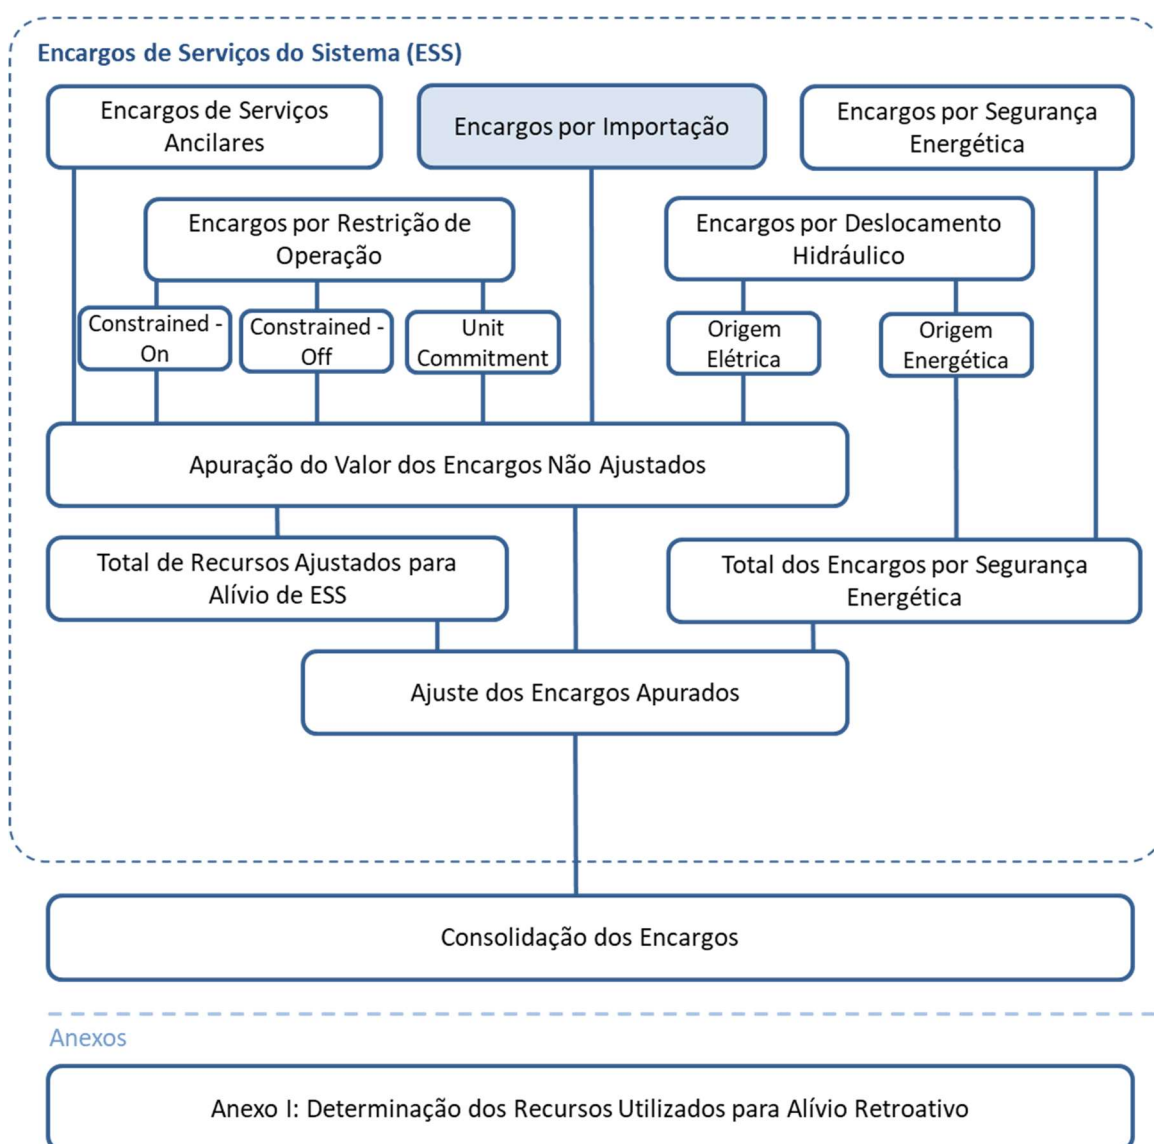 Encargos de Serviços do Sistema (ESS)
Encargos de Serviços
Ancilares
Encargos por Importação
Encargos por Segurança
Energética
Encargos por Restrição de
Operação
Encargos por Deslocamento
Hidráulico
Constrained -
On
Constrained -
Off
Unit
Commitment
Origem
Elétrica
Origem
Energética
Apuração do Valor dos Encargos Não Ajustados
Total de Recursos Ajustados para
Alívio de ESS
Total dos Encargos por Segurança
Energética
Ajuste dos Encargos Apurados
Consolidação dos Encargos
Anexos
Anexo I: Determinação dos Recursos Utilizados para Alívio Retroativo